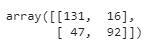 array([[131,  16],
       [ 47,  92]])